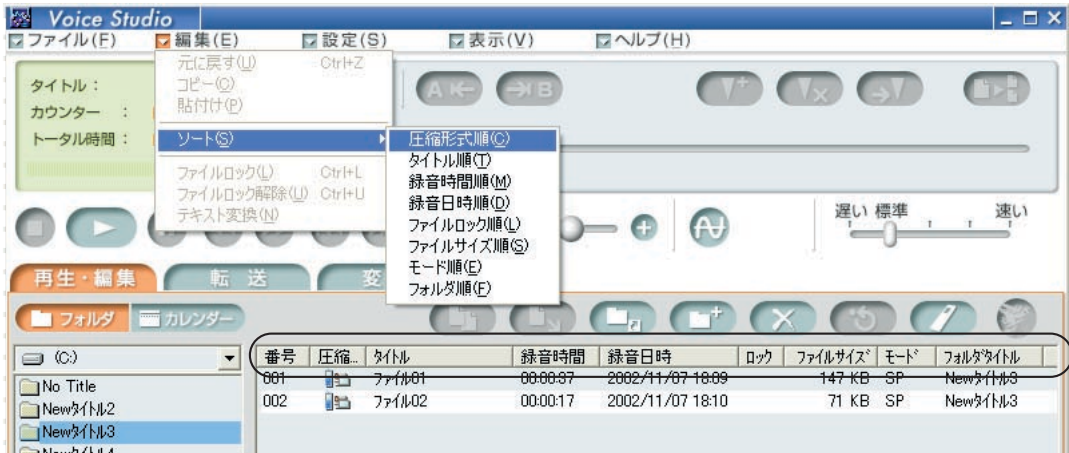 Voice Studio
ファイル(F) 編集(E) 設定(S) 表示(V) ヘルプ(H)
元に戻す(U) Ctrl+Z
コピー(C)
貼付け(P)
ソート(S)
ファイルロック(L) Ctrl+L
ファイルロック解除(U) Ctrl+U
テキスト変換(N)
圧縮形式順(C)
タイトル順(T)
録音時間順(M)
録音日時順(D)
ファイルロック順(L)
ファイルサイズ順(S)
モード順(E)
フォルダ順(F)
タイトル：
カウンター ：
トータル時間：
A B
遅い 標準 速い
再生・編集 転送 変
フォルダ カレンダー
(C:)
No Title
Newタイトル2
Newタイトル3
Newタイトル4
番号 圧縮... タイトル 録音時間 録音日時 ロック ファイルサイズ モード フォルダタイトル
001 ファイル01 00:00:37 2002/11/07 18:09 147 KB SP Newタイトル3
002 ファイル02 00:00:17 2002/11/07 18:10 71 KB SP Newタイトル3